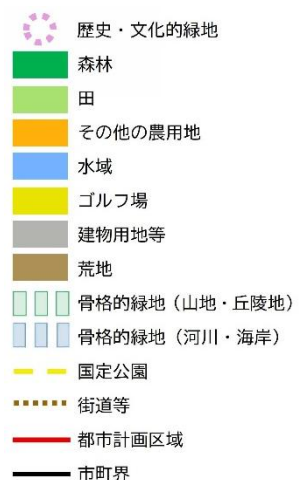 歴史・文化的緑地
森林
田
その他の農用地
水域
ゴルフ場
建物用地等
荒地
骨格的緑地（山地・丘陵地）
骨格的緑地（河川・海岸）
国定公園
街道等
都市計画区域
市町界